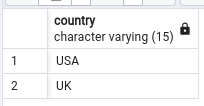 country
character varying (15)
1 USA
2 UK